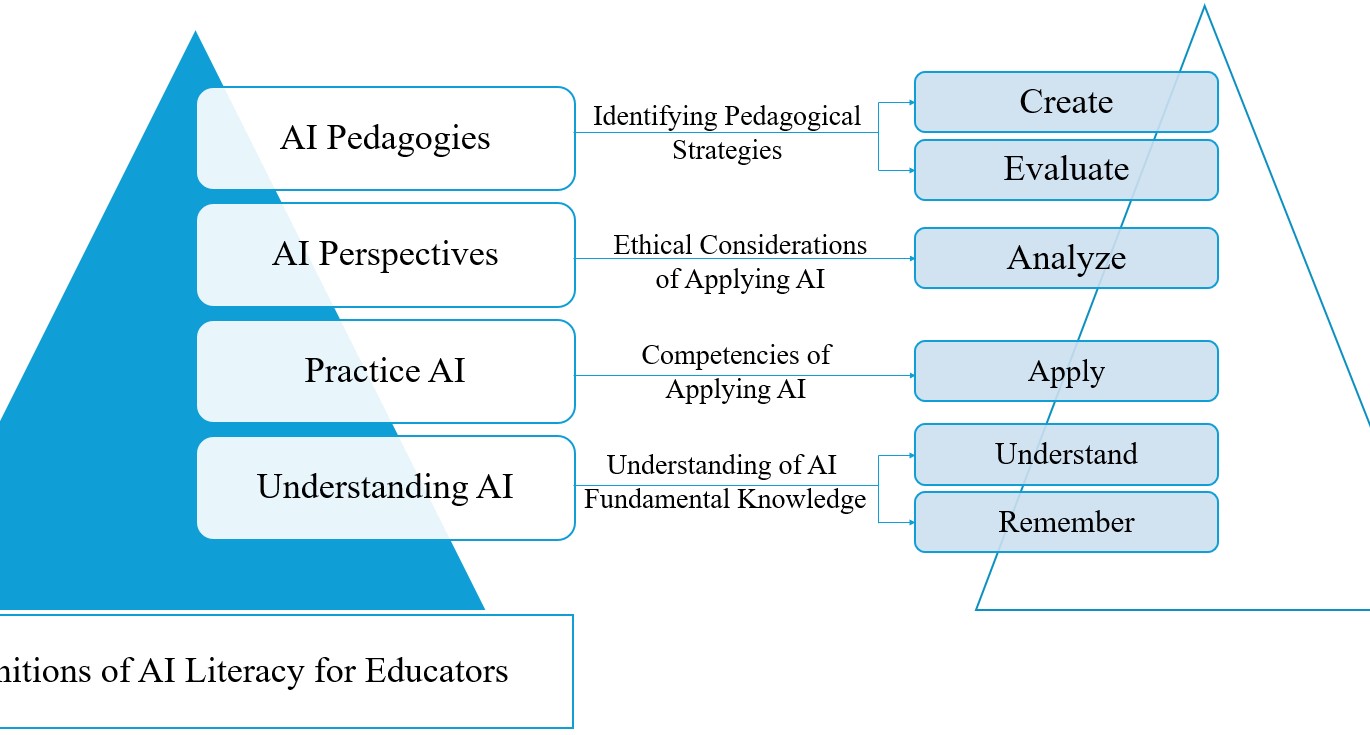 AI Pedagogies
Identifying Pedagogical
Strategies
Create
Evaluate
AI Perspectives
Ethical Considerations
of Applying AI
Analyze
Practice AI
Competencies of
Applying AI
Apply
Understanding AI
Understanding of AI
Fundamental Knowledge
Understand
Remember
of AI Literacy for Educators